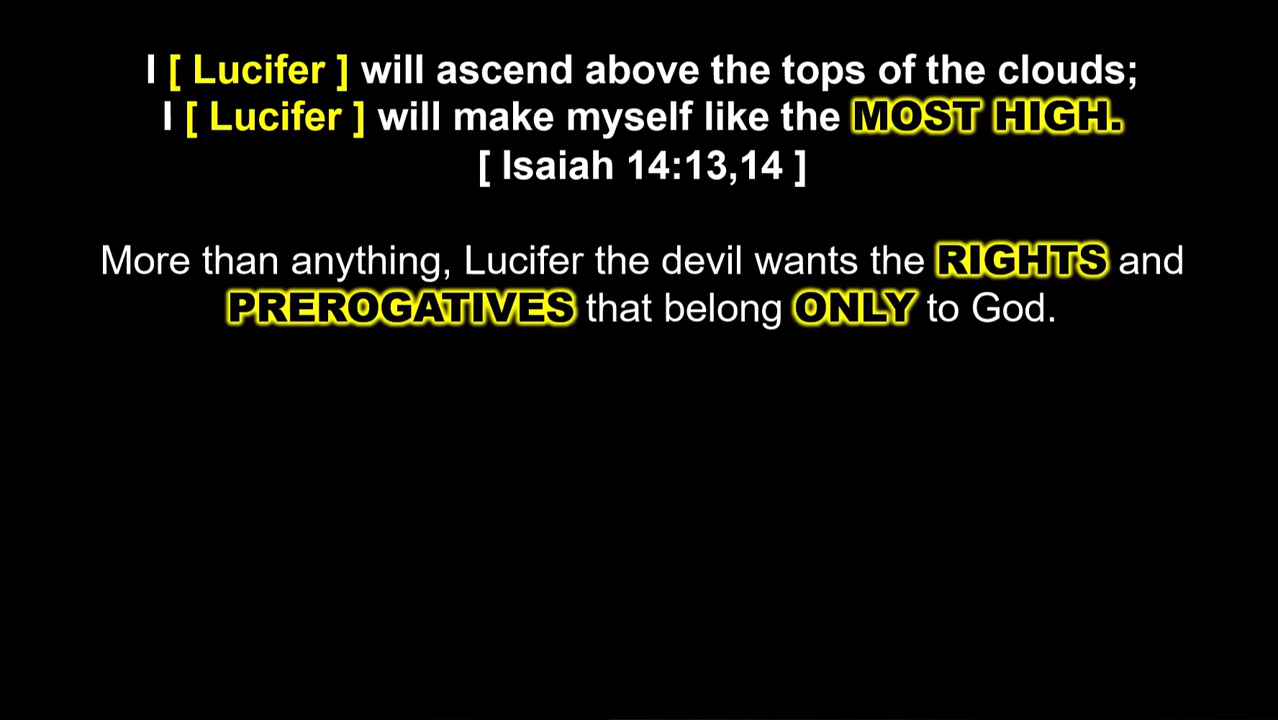 I [ Lucifer ] will ascend above the tops of the clouds;
I [ Lucifer ] will make myself like the MOST HIGH.
[ Isaiah 14:13,14 ]
More than anything, Lucifer the devil wants the RIGHTS and
PREROGATIVES that belong ONLY to God.